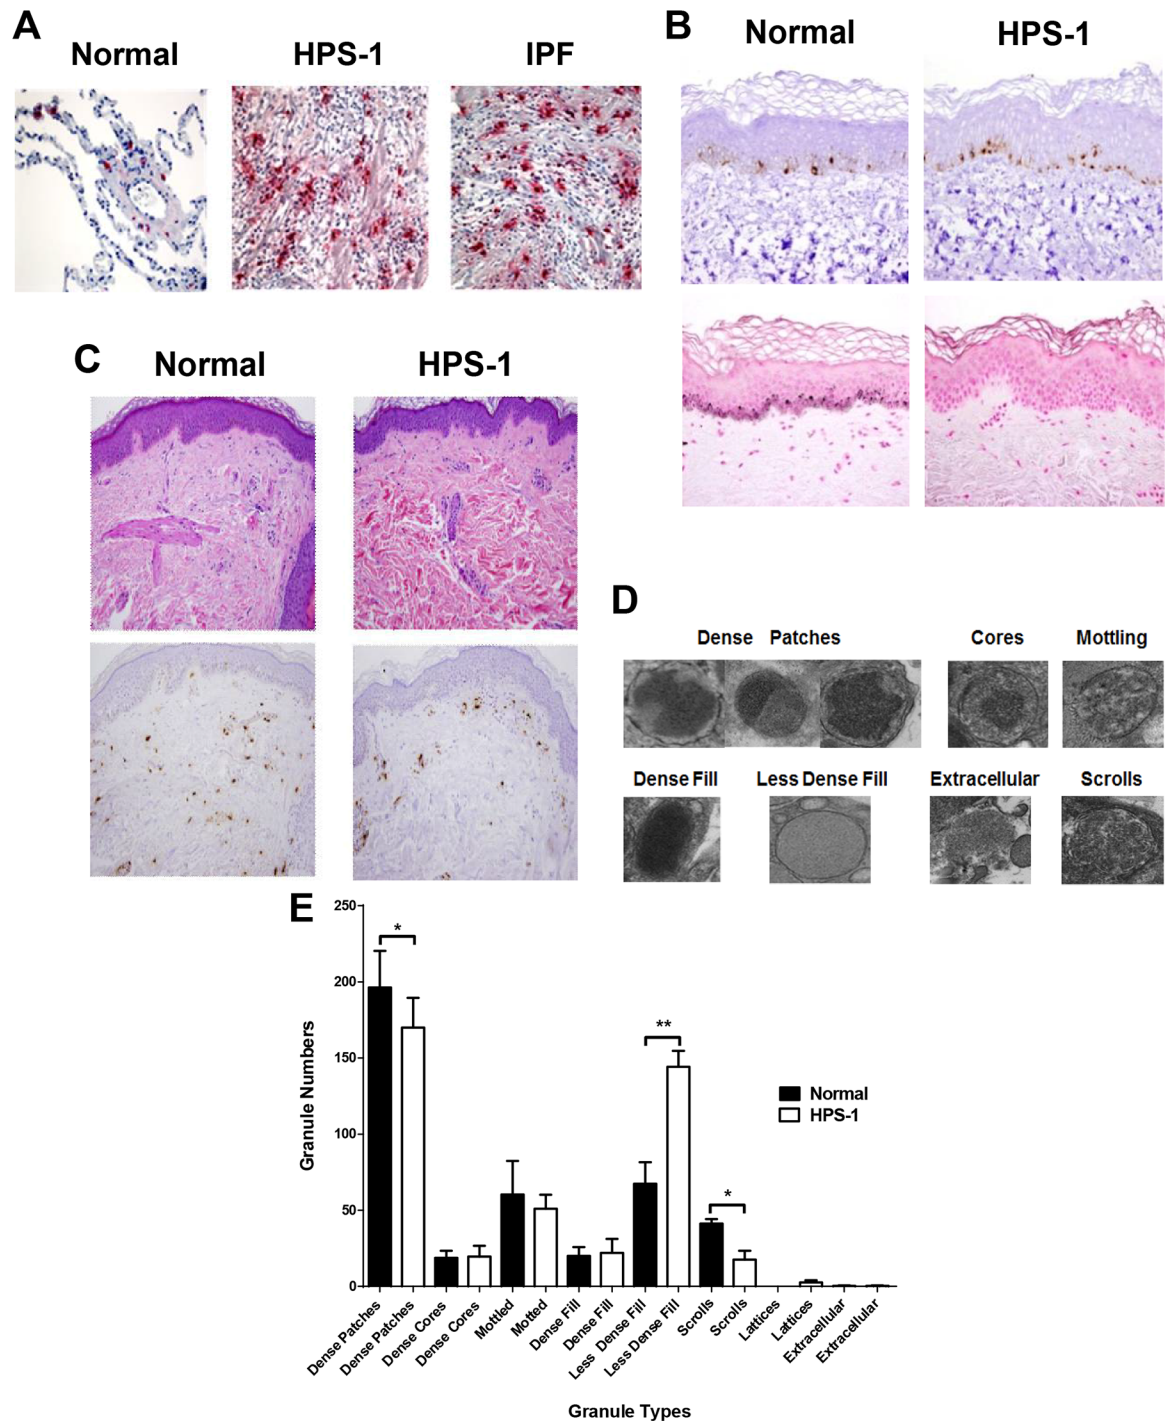 A
Normal HPS-1 IPF
B
Normal HPS-1
C
Normal HPS-1
D
Dense Patches Cores Mottling
Dense Fill Less Dense Fill Extracellular Scrolls
E
Granule Numbers
250
200
150
100
50
0
*
**
*
Normal
HPS-1
Dense Patches
Dense Patches
Dense Cores
Dense Cores
Mottled
Motted
Dense Fill
Dense Fill
Less Dense Fill
Less Dense Fill
Scrolls
Scrolls
Lattices
Lattices
Extracellular
Extracellular
Granule Types